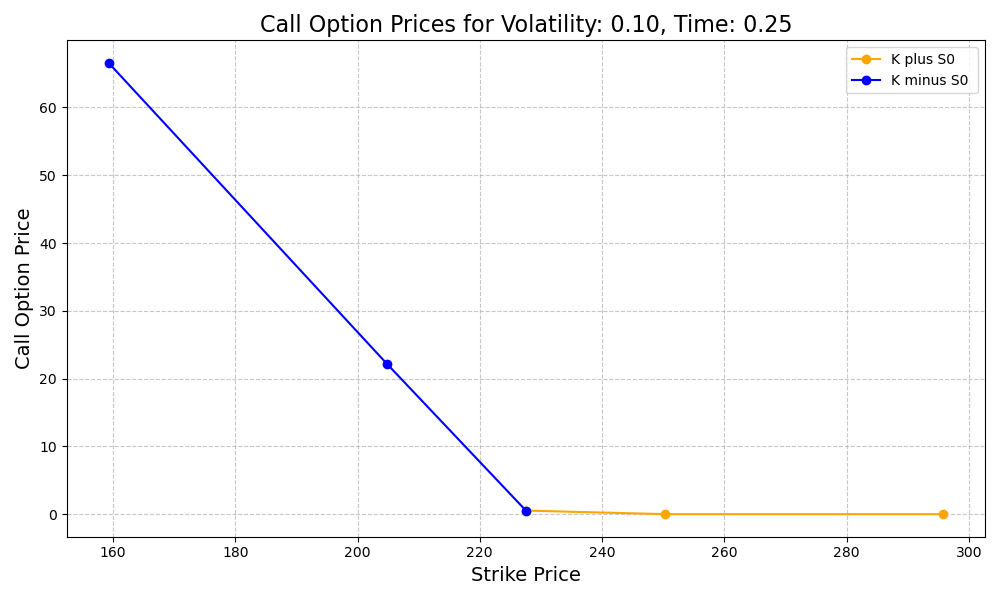 Call Option Prices for Volatility: 0.10, Time: 0.25
K plus S0
K minus S0
Call Option Price
60
50
40
30
20
10
0
160 180 200 220 240 260 280 300
Strike Price